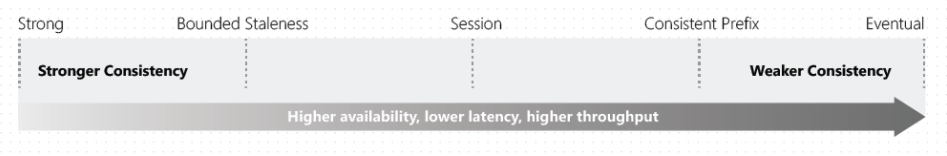 Strong Bounded Staleness Session Consistent Prefix Eventual
Stronger Consistency Weaker Consistency
Higher availability, lower latency, higher throughput